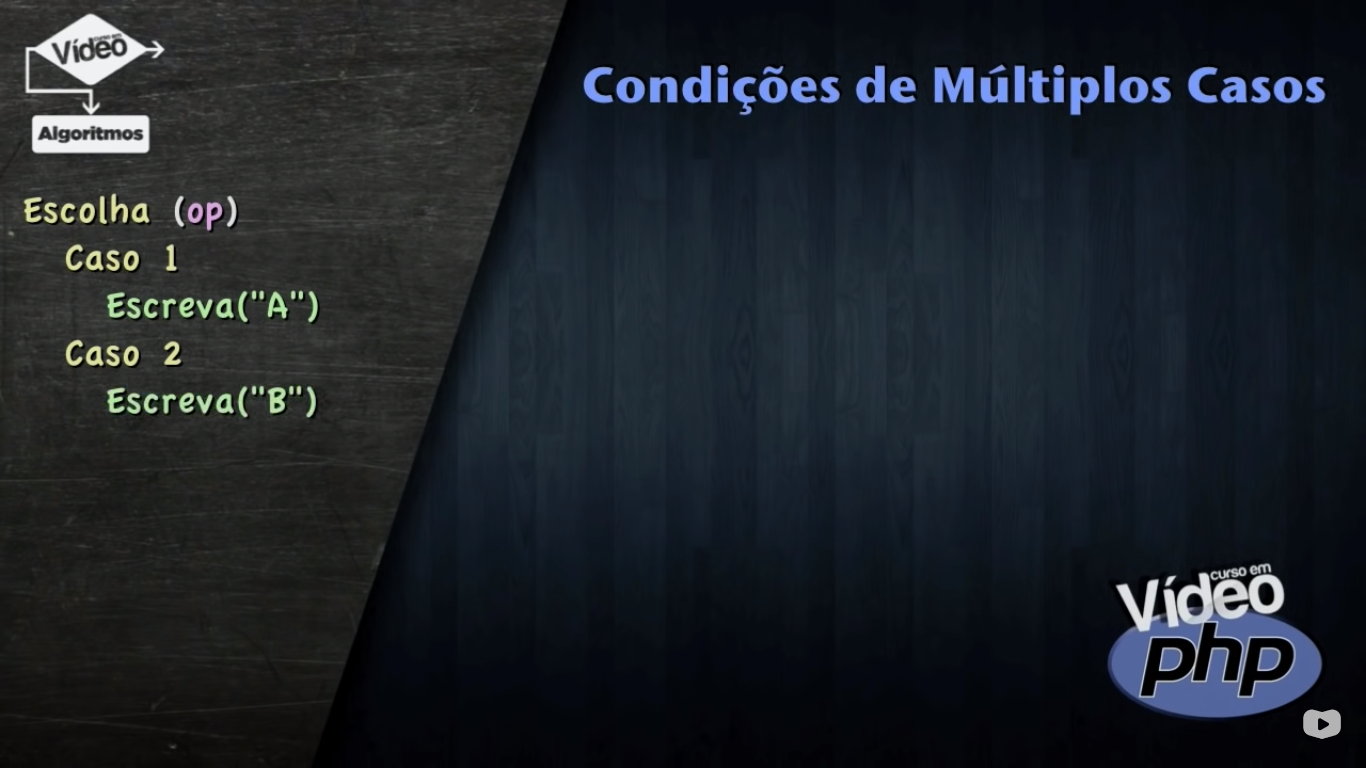 curso em
Vídeo
Algoritmos
Condições de Múltiplos Casos
Escolha (op)
Caso 1
Escreva("A")
Caso 2
Escreva("B")
curso em
Vídeo
php